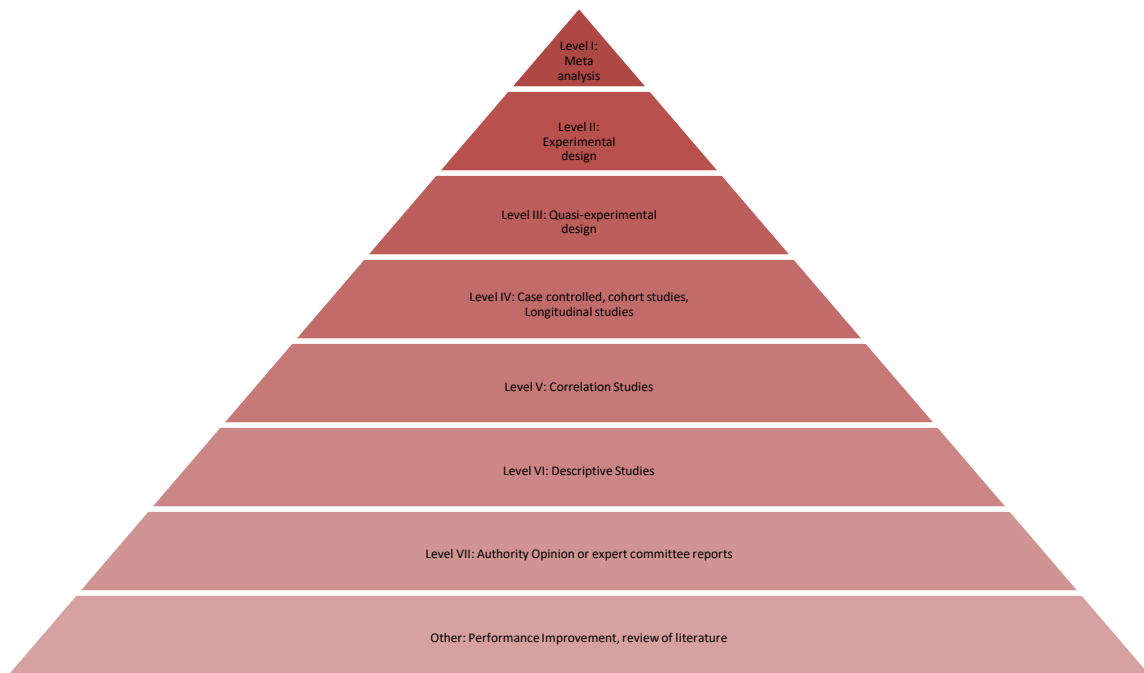 Level I:
Meta
analysis
Level II:
Experimental
design
Level III: Quasi-experimental
design
Level IV: Case controlled, cohort studies,
Longitudinal studies
Level V: Correlation Studies
Level VI: Descriptive Studies
Level VII: Authority Opinion or expert committee reports
Other: Performance Improvement, review of literature